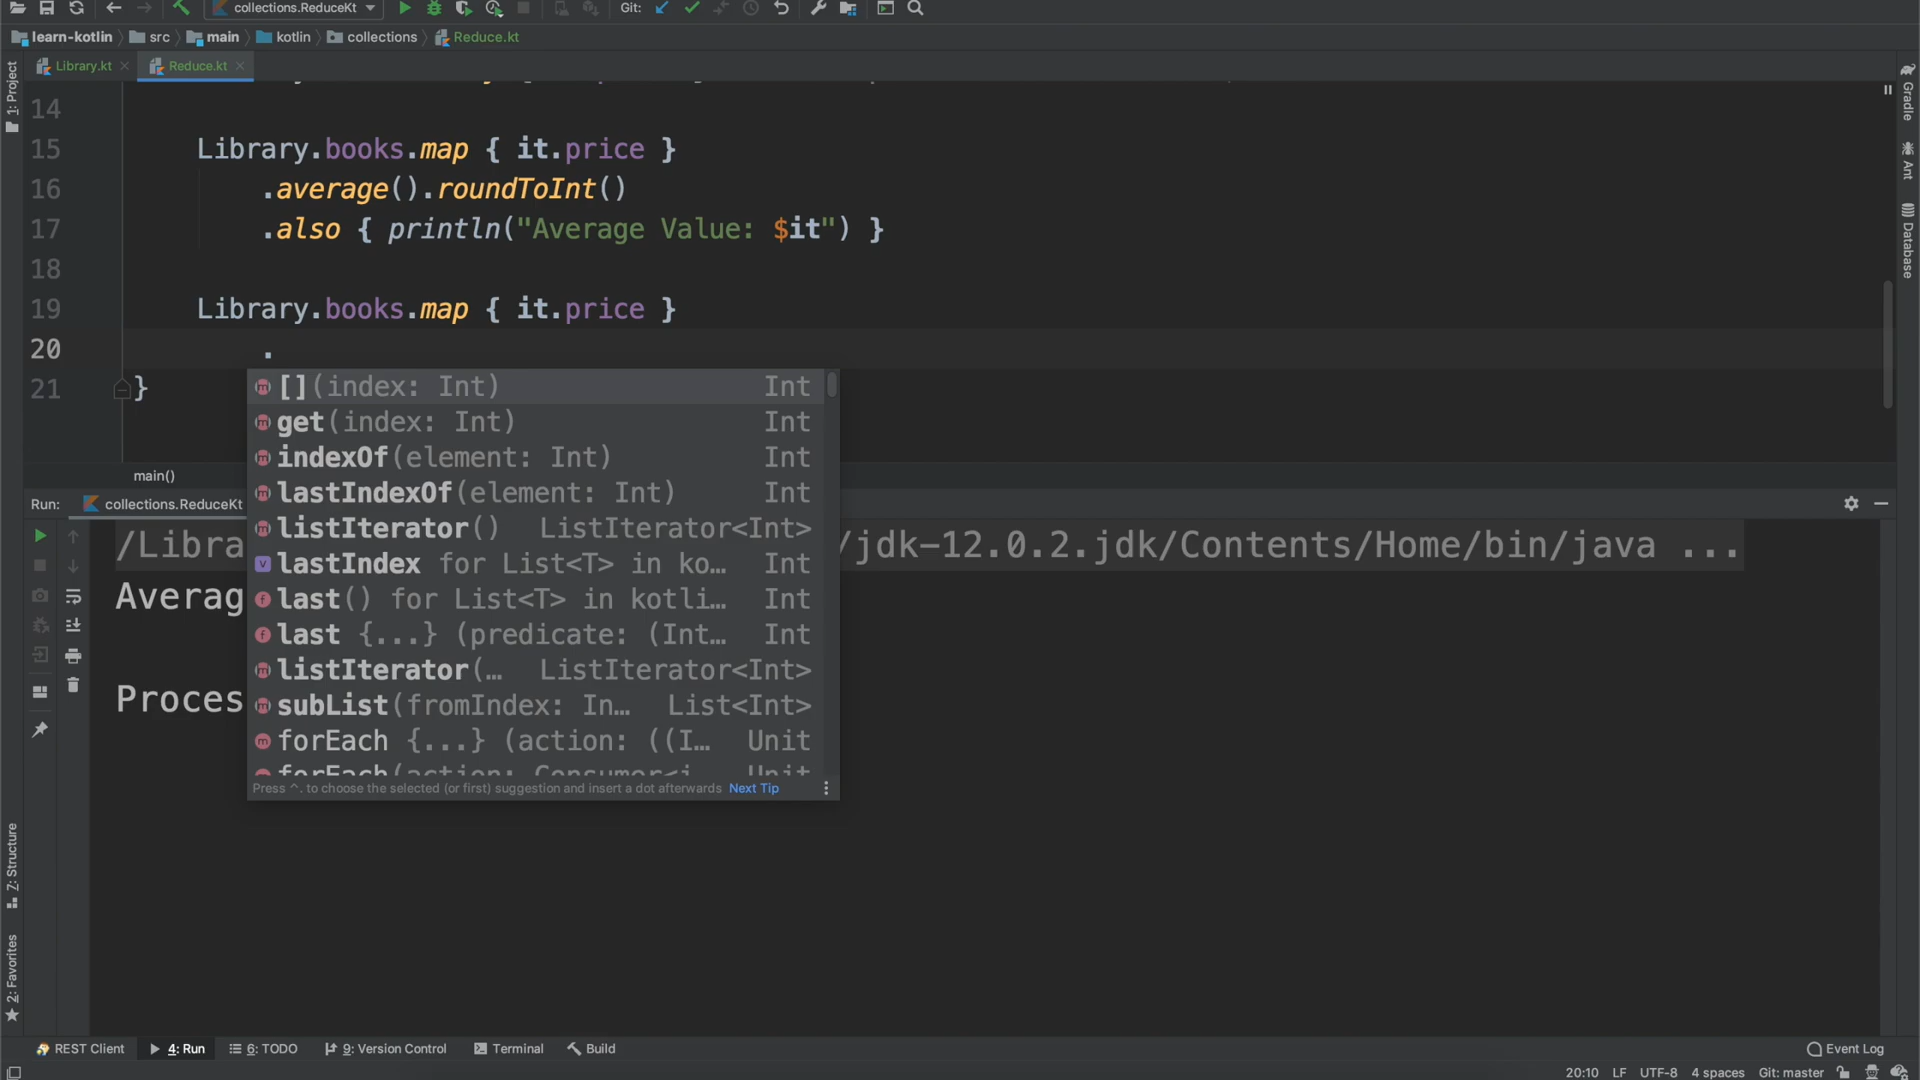 collections.ReduceKt
Git:
learn-kotlin
src
main
kotlin
collections
Reduce.kt
Library.kt
Reduce.kt
1: Project
14
15 Library.books.map { it.price }
16 .average().roundToInt()
17 .also { println("Average Value: $it") }
18
19 Library.books.map { it.price }
20 .
21 }
[](index: Int) Int
get(index: Int) Int
indexOf(element: Int) Int
lastIndexOf(element: Int) Int
listIterator() ListIterator<Int>
lastIndex for List<T> in ko... Int
last() for List<T> in kotli... Int
last {...} (predicate: (Int... Int
listIterator(... ListIterator<Int>
subList(fromIndex: In... List<Int>
forEach {...} (action: ((I... Unit
forEach(action: Consumer<i Unit
Press ^. to choose the selected (or first) suggestion and insert a dot afterwards Next Tip
main()
Run: collections.ReduceKt
/Libra /jdk-12.0.2.jdk/Contents/Home/bin/java ...
Averag
Proces
Gradle
Ant
Database
Z: Structure
2: Favorites
REST Client
4: Run
6: TODO
9: Version Control
Terminal
Build
Event Log
20:10 LF UTF-8 4 spaces Git: master